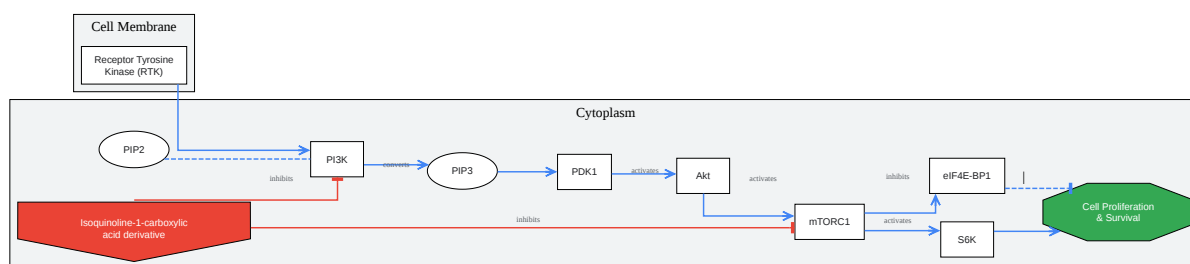 Cell Membrane
Receptor Tyrosine
Kinase (RTK)
Cytoplasm
PIP2
PI3K
converts
PIP3
PDK1
activates
Akt
activates
inhibits
eIF4E-BP1
inhibits
Isoquinoline-1-carboxylic
acid derivative
inhibits
mTORC1
activates
S6K
Cell Proliferation
& Survival